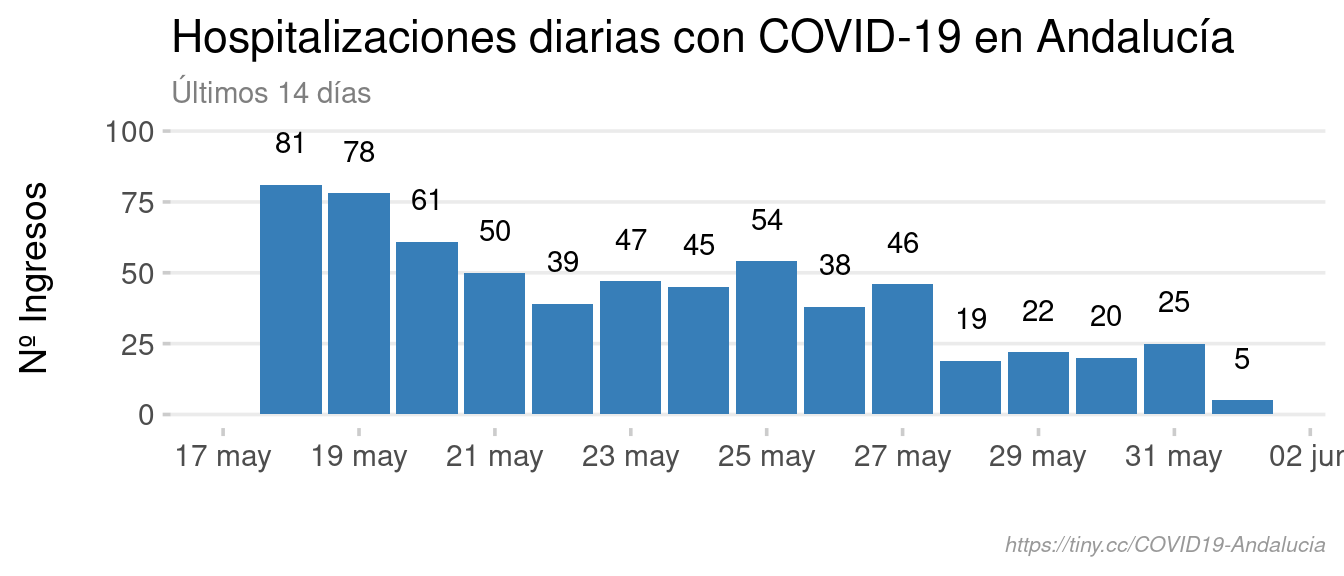 Hospitalizaciones diarias con COVID-19 en Andalucía
Últimos 14 días
Nº Ingresos
100
75
50
25
0
81
78
61
50
39
47
45
54
38
46
19
22
20
25
5
17 may
19 may
21 may
23 may
25 may
27 may
29 may
31 may
02 jun
https://tiny.cc/COVID19-Andalucia